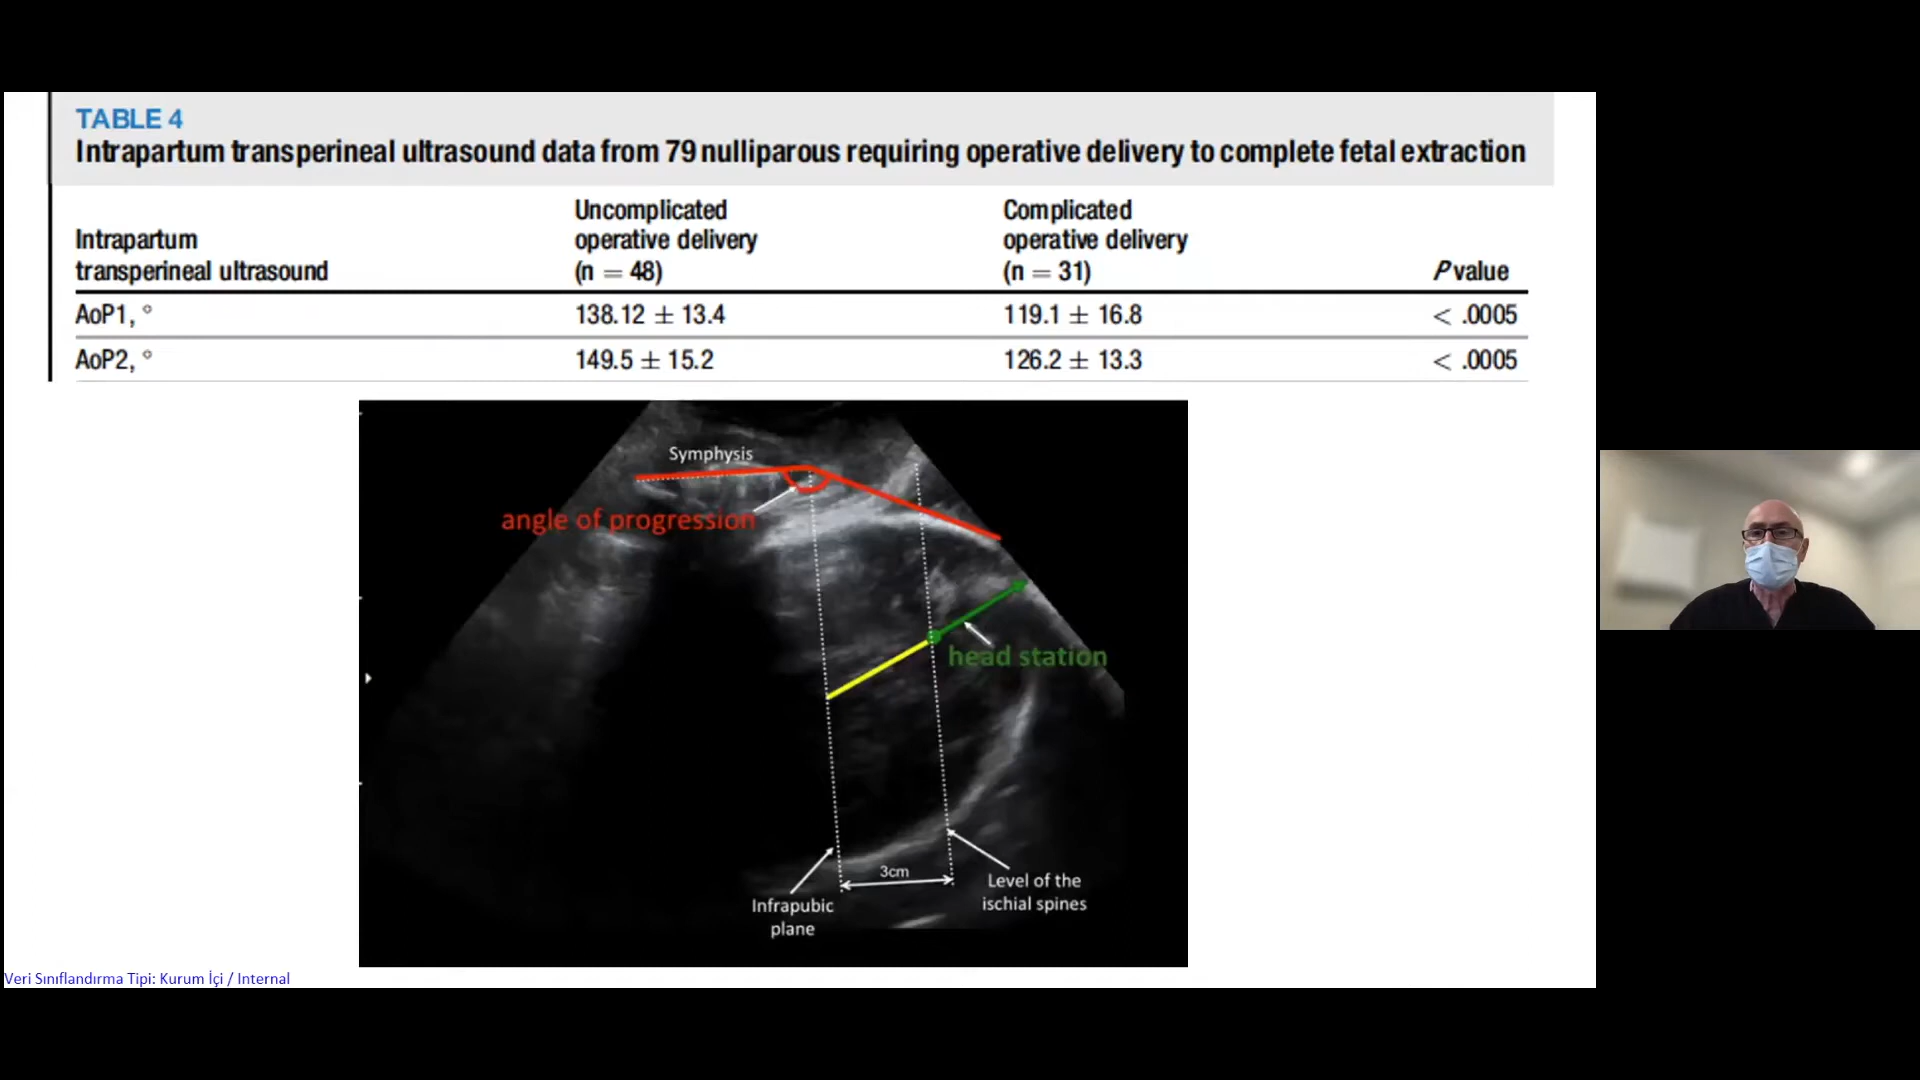 TABLE 4
Intrapartum transperineal ultrasound data from 79 nulliparous requiring operative delivery to complete fetal extraction
Intrapartum
transperineal ultrasound
Uncomplicated
operative delivery
(n = 48)
Complicated
operative delivery
(n = 31)
P value
AoP1, ° 138.12 ± 13.4 119.1 ± 16.8 < .0005
AoP2, ° 149.5 ± 15.2 126.2 ± 13.3 < .0005
Symphysis
angle of progression
head station
3cm
Infrapubic
plane
Level of the
ischial spines
Veri Sınıflandırma Tipi: Kurum İçi / Internal